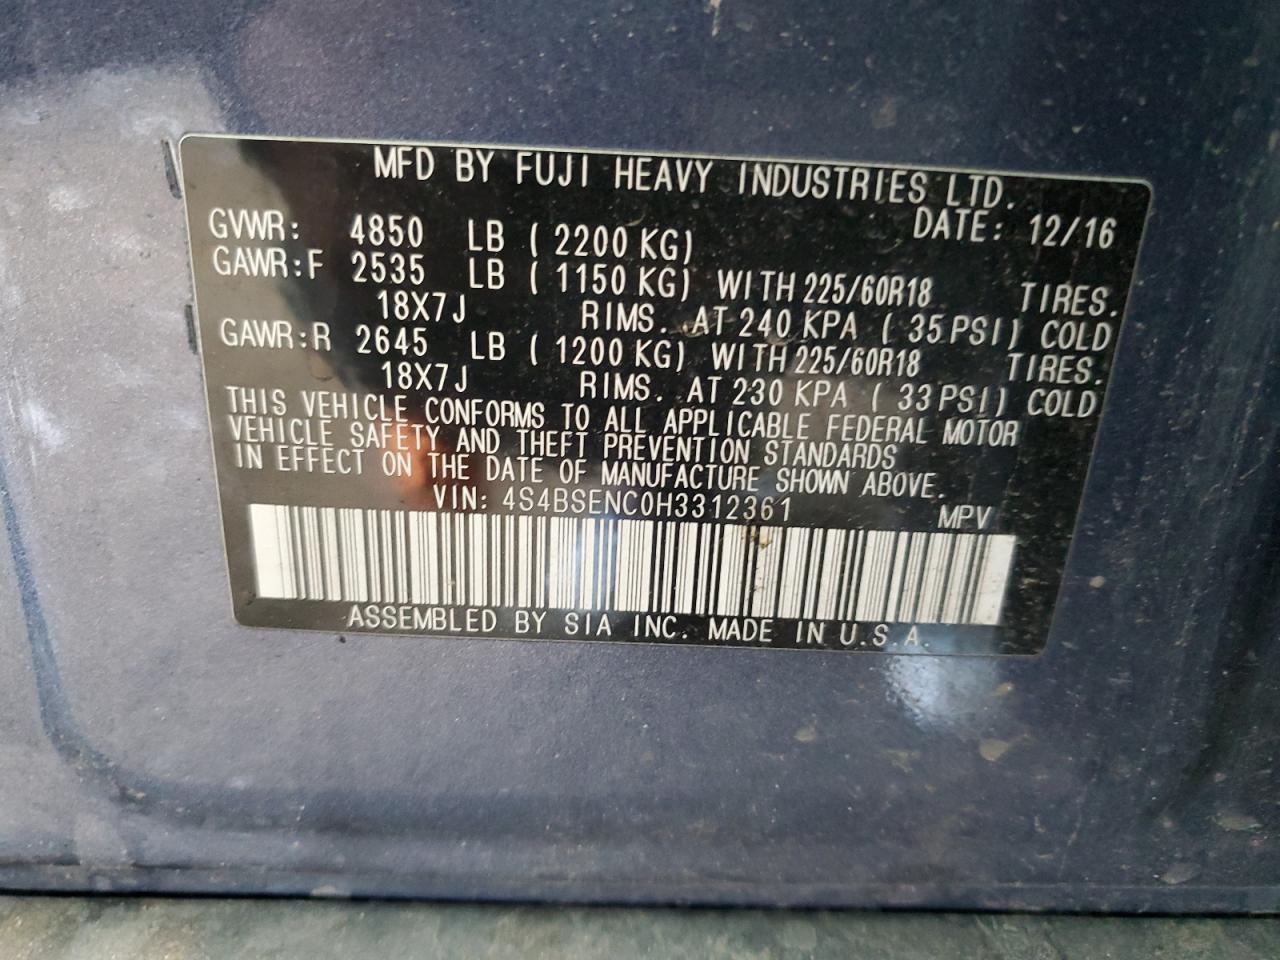 MFD BY FUJI HEAVY INDUSTRIES LTD.
DATE: 12/16
GVWR: 4850 LB ( 2200 KG)
GAWR:F 2535 LB ( 1150 KG) WITH 225/60R18 TIRES.
18X7J RIMS. AT 240 KPA ( 35 PSI) COLD
GAWR:R 2645 LB ( 1200 KG) WITH 225/60R18 TIRES.
18X7J RIMS. AT 230 KPA ( 33 PSI) COLD
THIS VEHICLE CONFORMS TO ALL APPLICABLE FEDERAL MOTOR
VEHICLE SAFETY AND THEFT PREVENTION STANDARDS
IN EFFECT ON THE DATE OF MANUFACTURE SHOWN ABOVE.
VIN: 4S4BSENC0H3312361 MPV
ASSEMBLED BY SIA INC. MADE IN U.S.A.